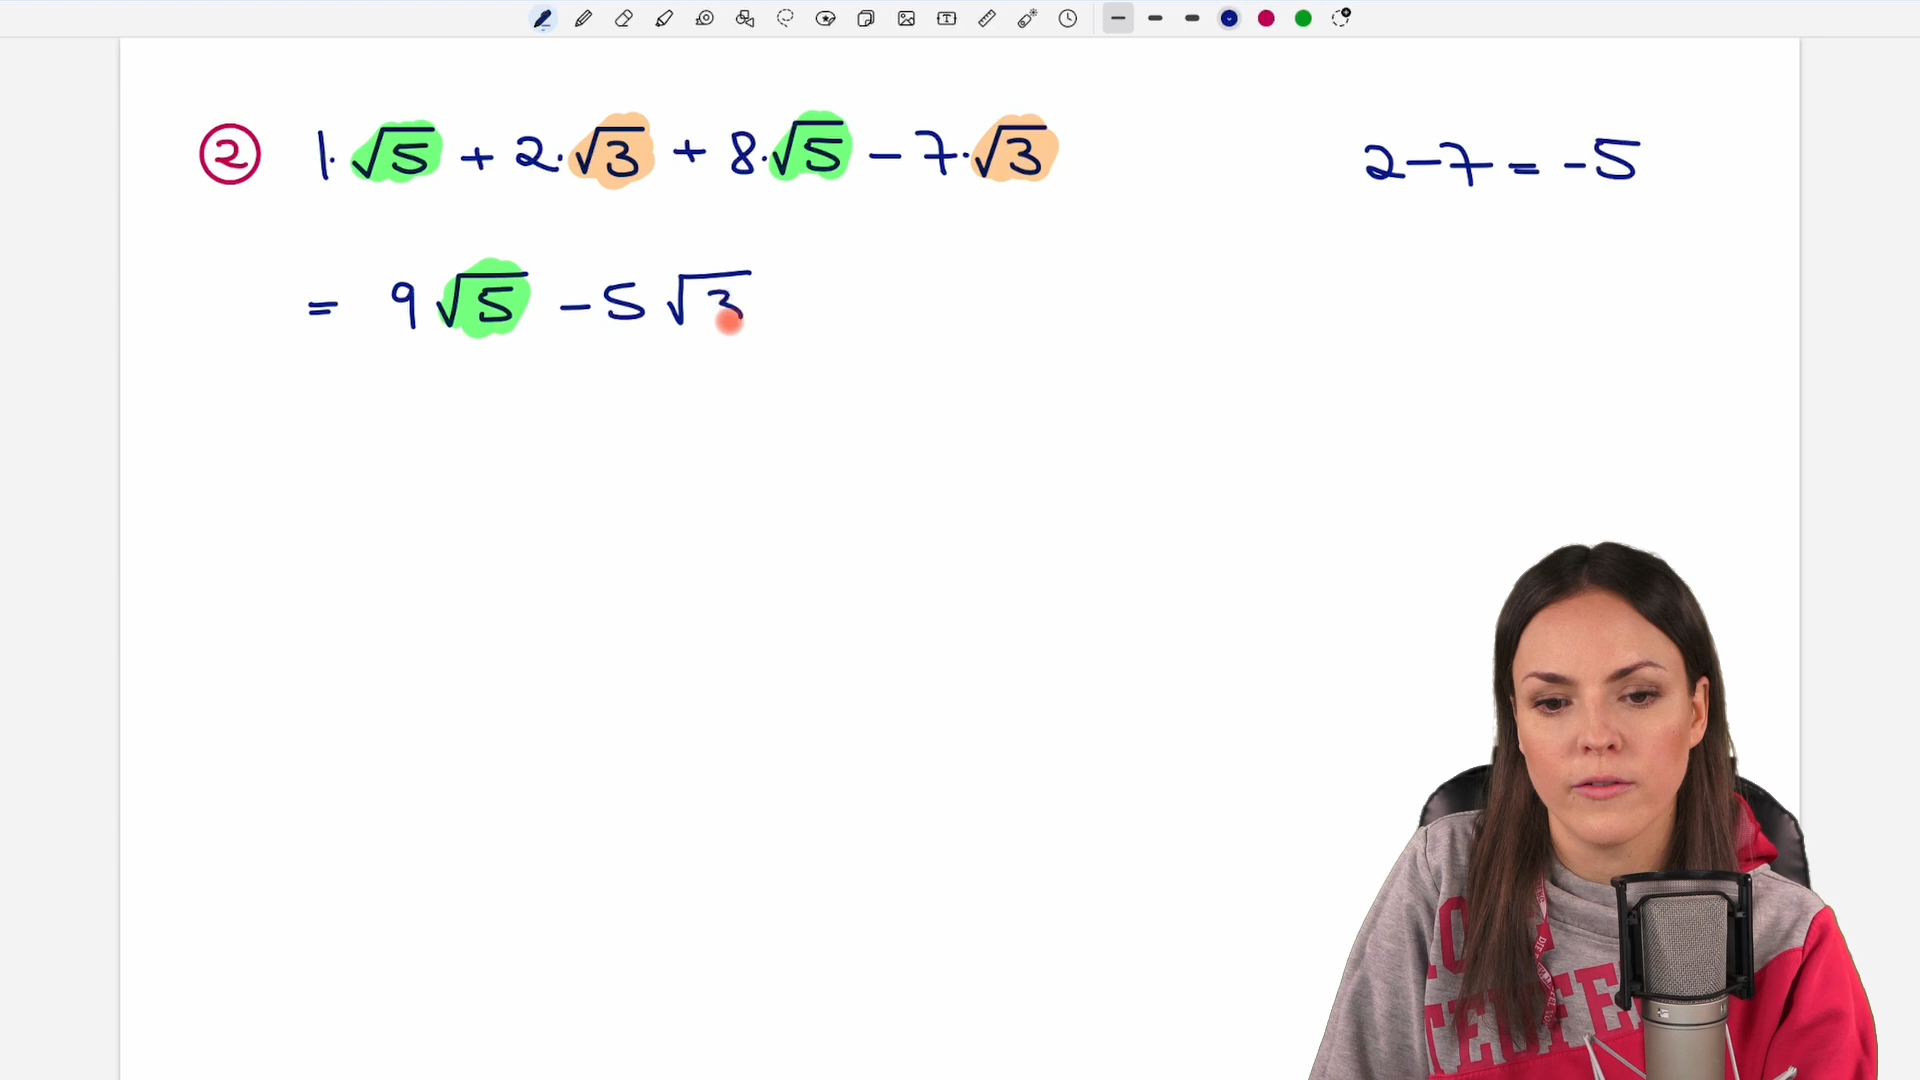 ② 1·√5 + 2·√3 + 8·√5 − 7·√3
2−7 = −5
= 9√5 − 5√3